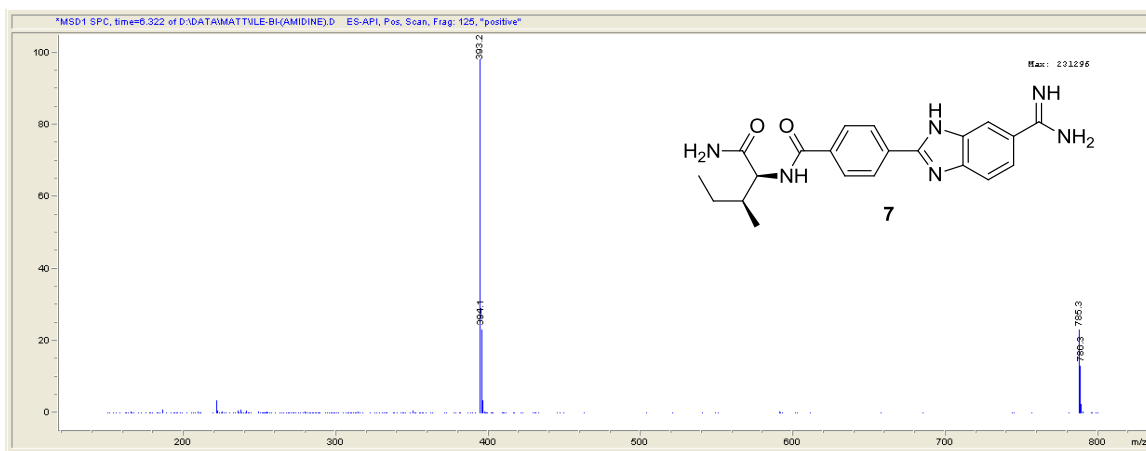 *MSD1 SPC, time=6.322 of D:\DATA\MATT\ILE-BI-(AMIDINE).D ES-API, Pos, Scan, Frag: 125, "positive"
100
80
60
40
20
0
393.2
394.1
785.3
786.3
Max: 231296
H2N
O
O
N
H
H
N
N
NH
NH2
7
200
300
400
500
600
700
800
m/z